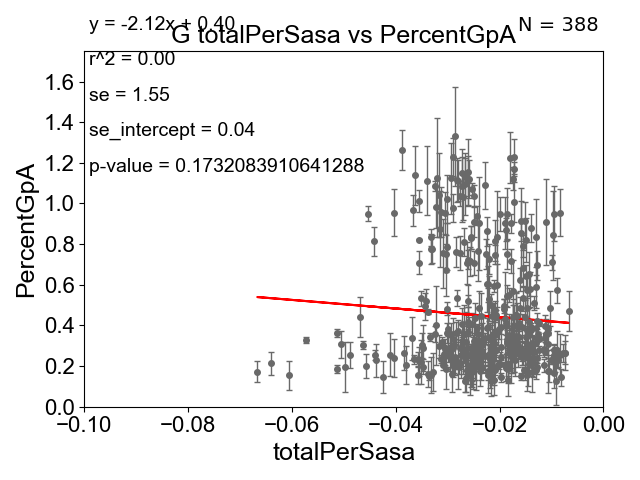 y = -2.12x + 0.40
N = 388
G totalPerSasa vs PercentGpA
r^2 = 0.00
se = 1.55
se_intercept = 0.04
p-value = 0.1732083910641288
PercentGpA
1.6
1.4
1.2
1.0
0.8
0.6
0.4
0.2
0.0
−0.10 −0.08 −0.06 −0.04 −0.02 0.00
totalPerSasa